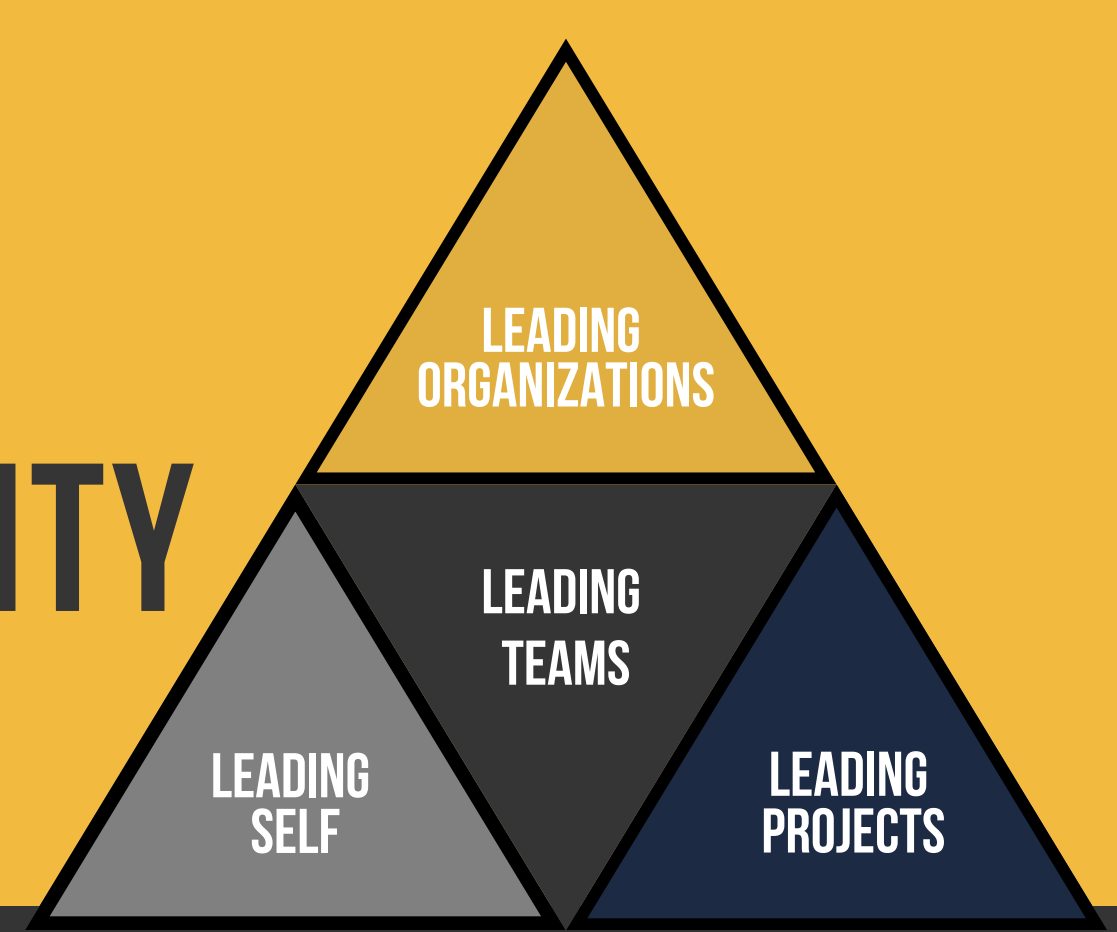 LEADING
ORGANIZATIONS
ITY
LEADING
TEAMS
LEADING
SELF
LEADING
PROJECTS